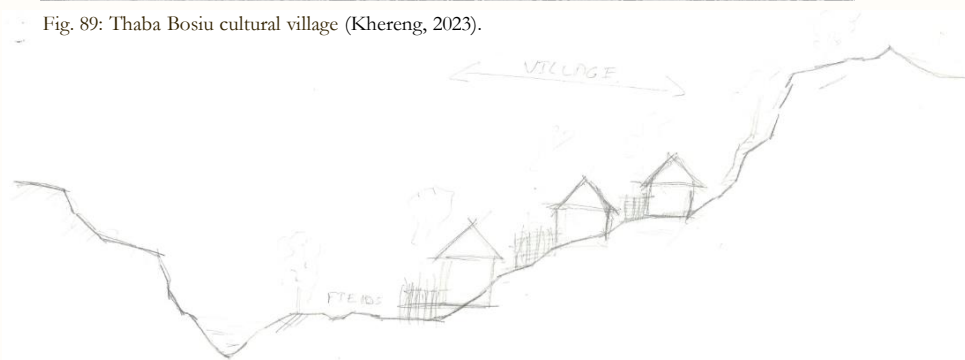 Fig. 89: Thaba Bosiu cultural village (Khereng, 2023).
VILLAGE
FIELDS